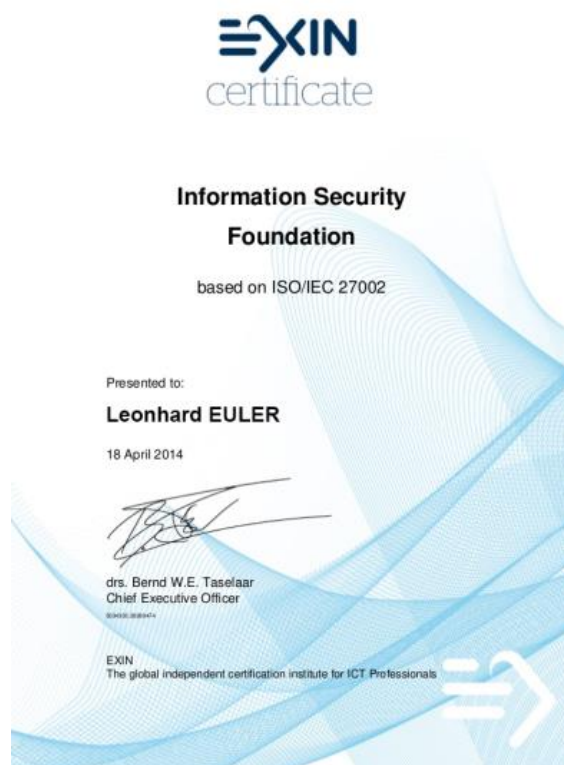 EXIN
certificate
Information Security
Foundation
based on ISO/IEC 27002
Presented to:
Leonhard EULER
18 April 2014
drs. Bernd W.E. Taselaar
Chief Executive Officer
EXIN
The global independent certification institute for ICT Professionals